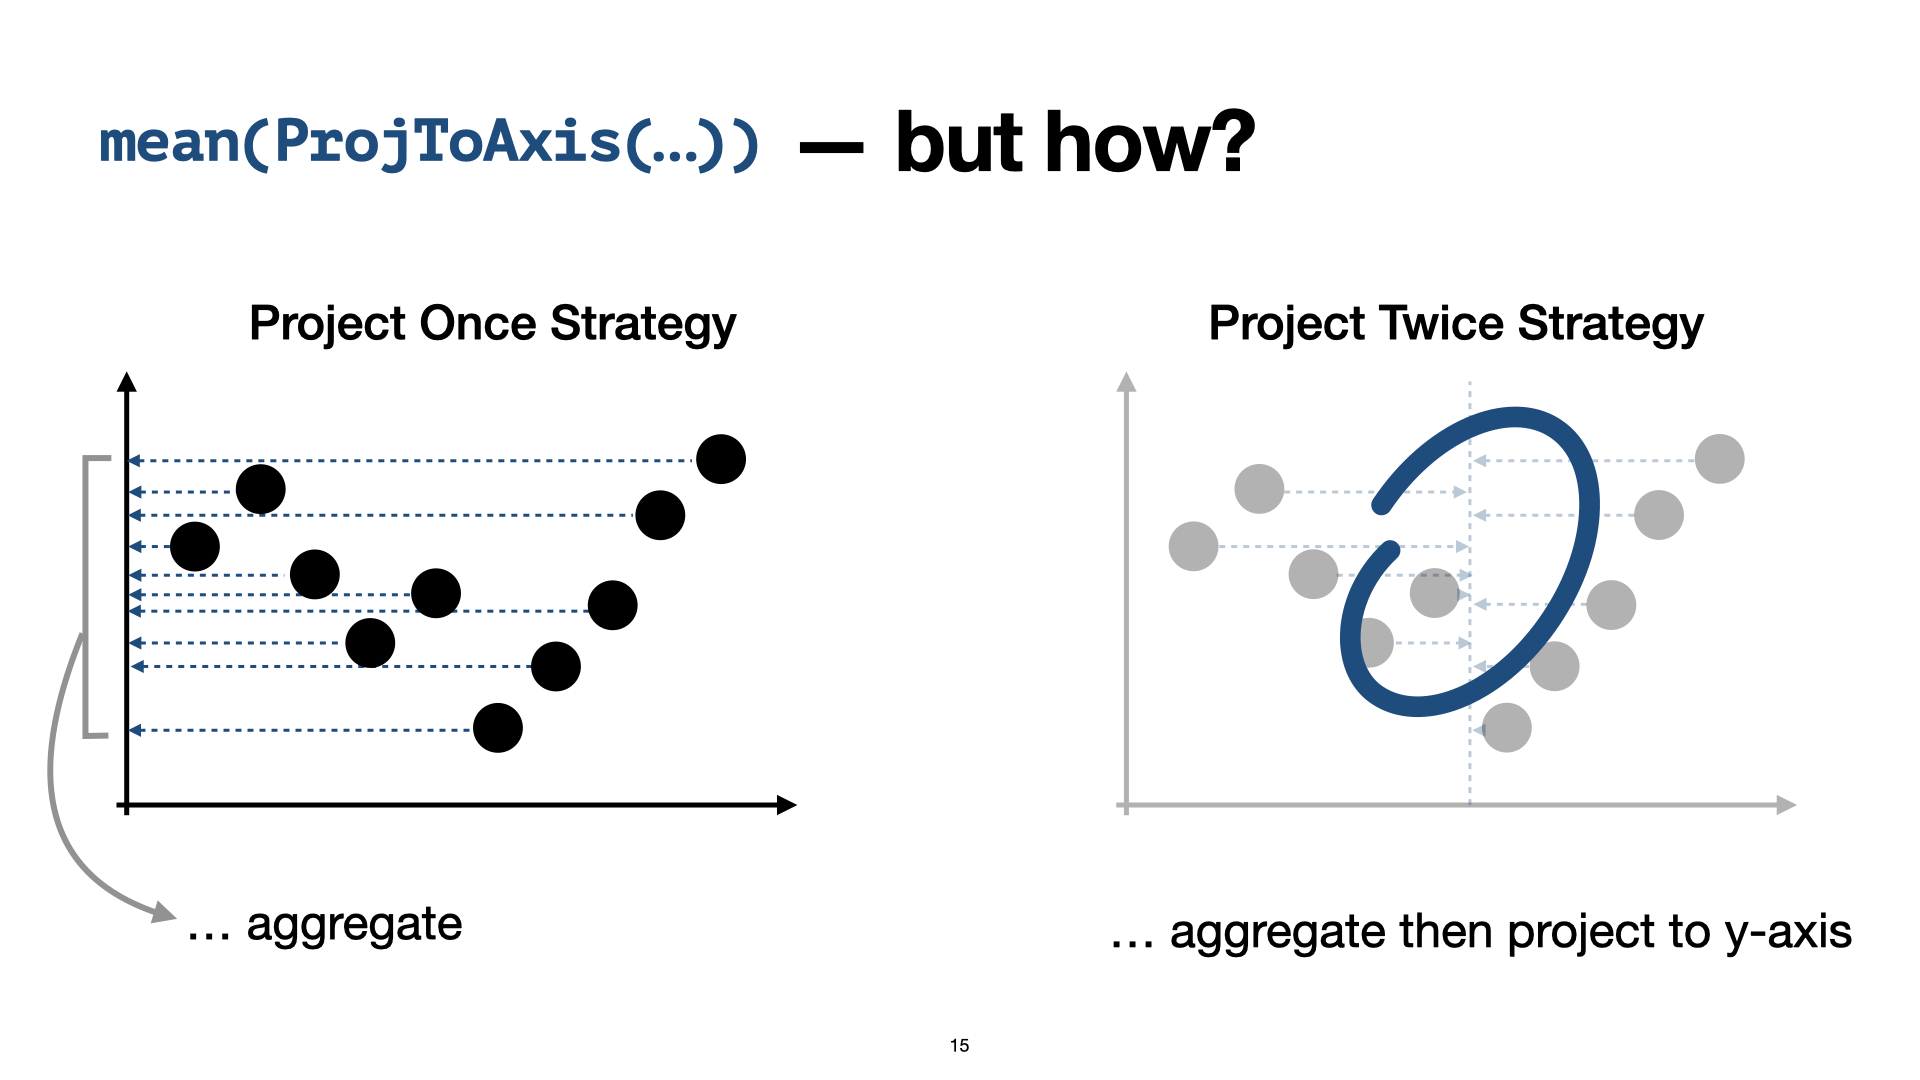 mean(ProjToAxis(…)) — but how?
Project Once Strategy
Project Twice Strategy
… aggregate
… aggregate then project to y-axis
15